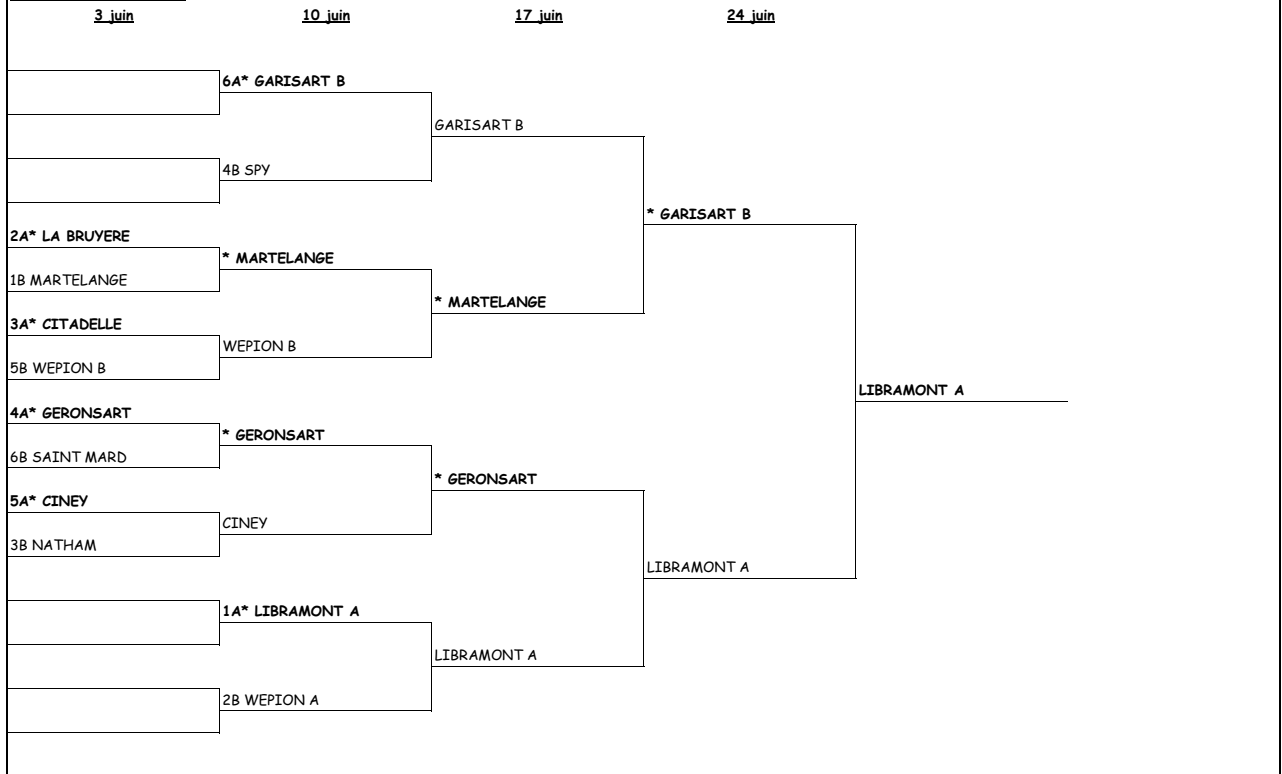 3 juin
10 juin
17 juin
24 juin
6A* GARISART B
GARISART B
4B SPY
* GARISART B
2A* LA BRUYERE
* MARTELANGE
1B MARTELANGE
* MARTELANGE
3A* CITADELLE
WEPION B
5B WEPION B
LIBRAMONT A
4A* GERONSART
* GERONSART
6B SAINT MARD
* GERONSART
5A* CINEY
CINEY
3B NATHAM
LIBRAMONT A
1A* LIBRAMONT A
LIBRAMONT A
2B WEPION A